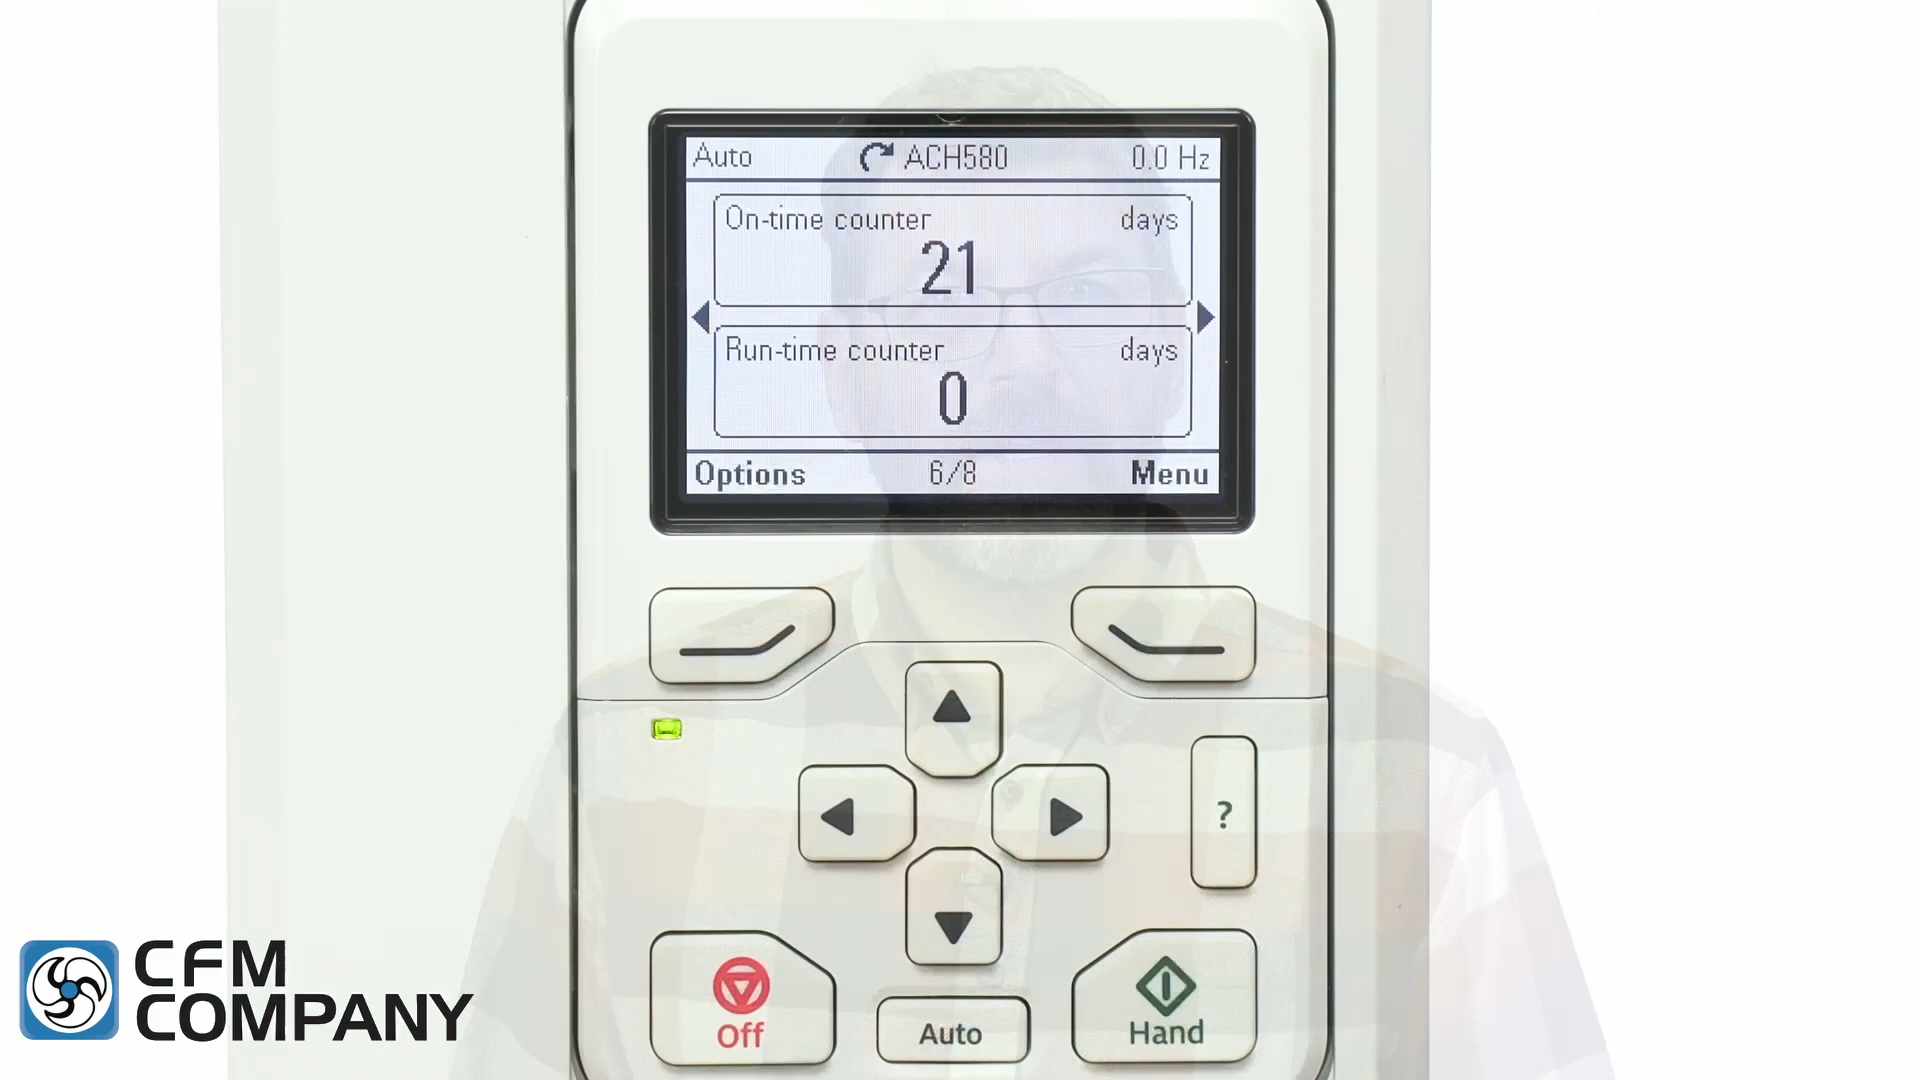 Auto ACH580 0.0 Hz
On-time counter days
21
Run-time counter days
0
Options 6/8 Menu
?
Off Auto Hand
CFM
COMPANY